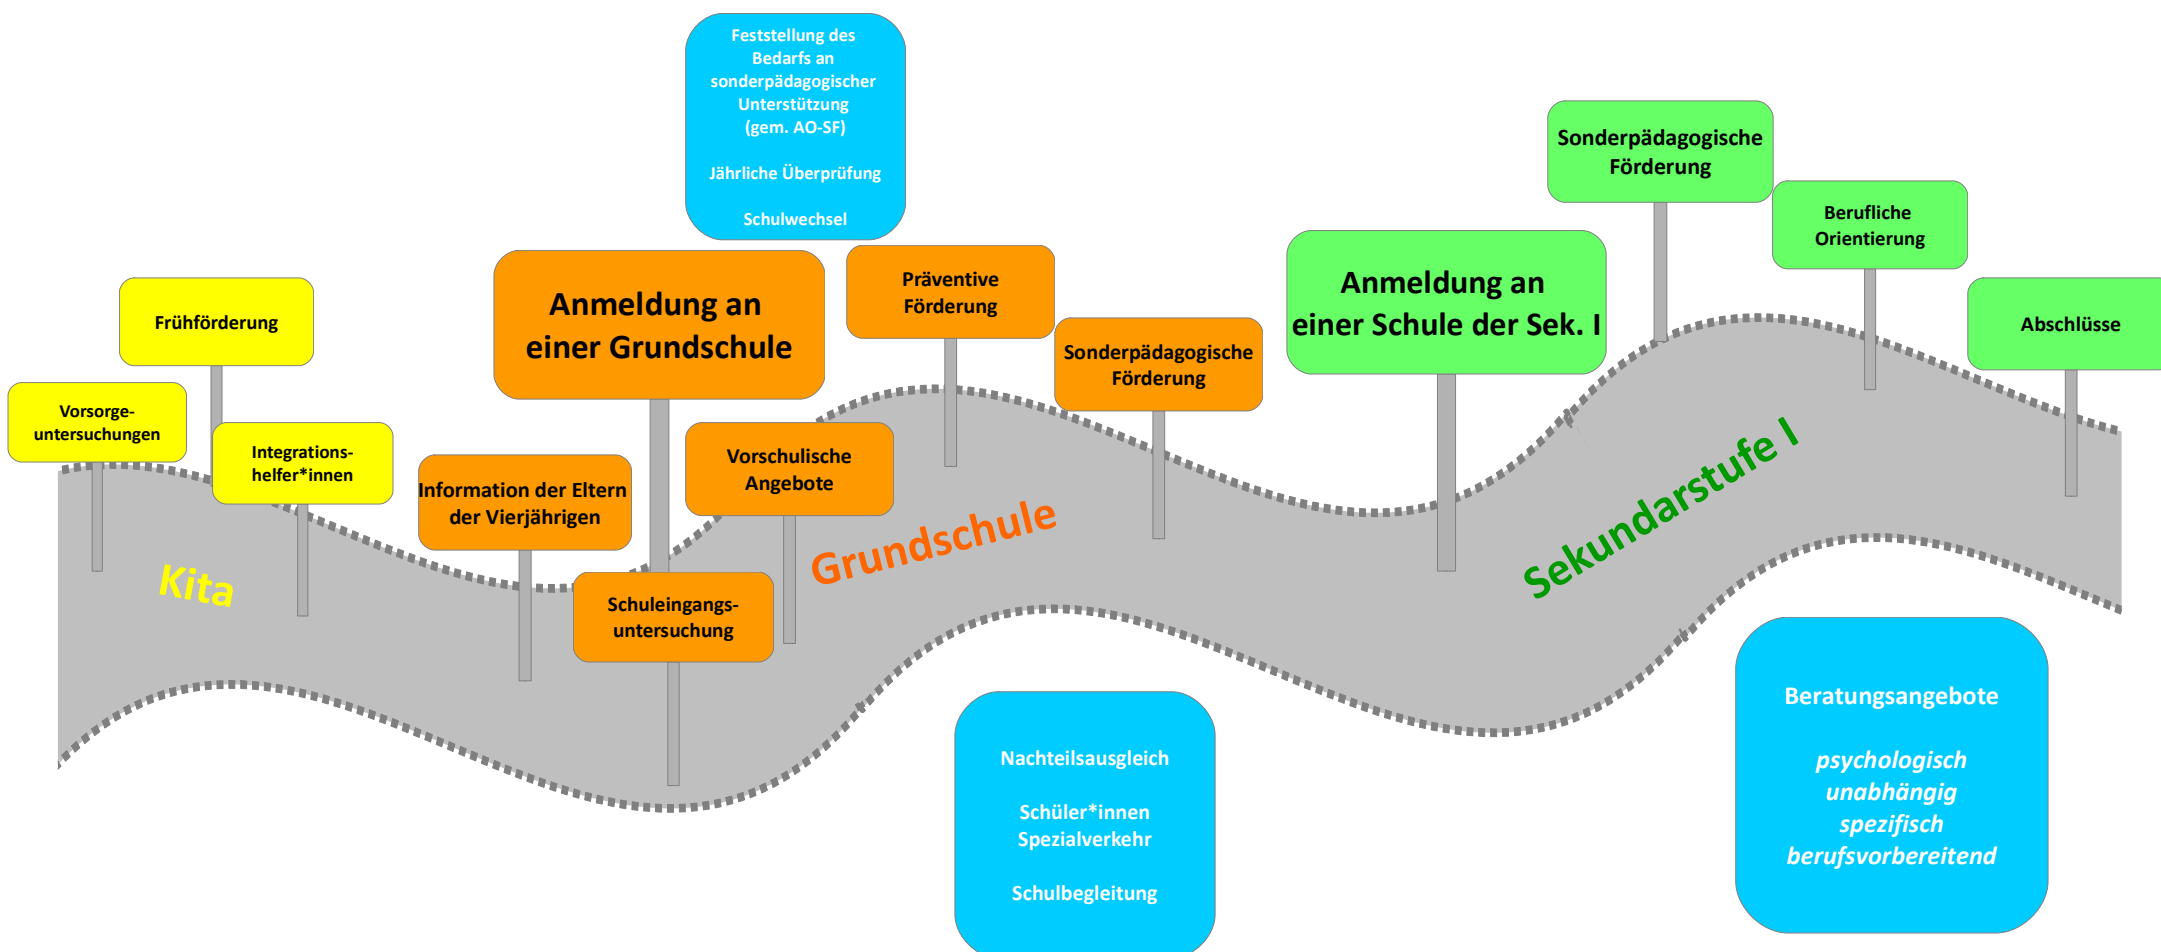 Feststellung des
Bedarfs an
sonderpädagogischer
Unterstützung
(gem. AO-SF)
Jährliche Überprüfung
Schulwechsel
Frühförderung
Vorsorge-
untersuchungen
Integrations-
helfer*innen
Kita
Anmeldung an
einer Grundschule
Information der Eltern
der Vierjährigen
Schuleingangs-
untersuchung
Vorschulische
Angebote
Präventive
Förderung
Sonderpädagogische
Förderung
Grundschule
Anmeldung an
einer Schule der Sek. I
Sonderpädagogische
Förderung
Berufliche
Orientierung
Abschlüsse
Sekundarstufe I
Nachteilsausgleich
Schüler*innen
Spezialverkehr
Schulbegleitung
Beratungsangebote
psychologisch
unabhängig
spezifisch
berufsvorbereitend